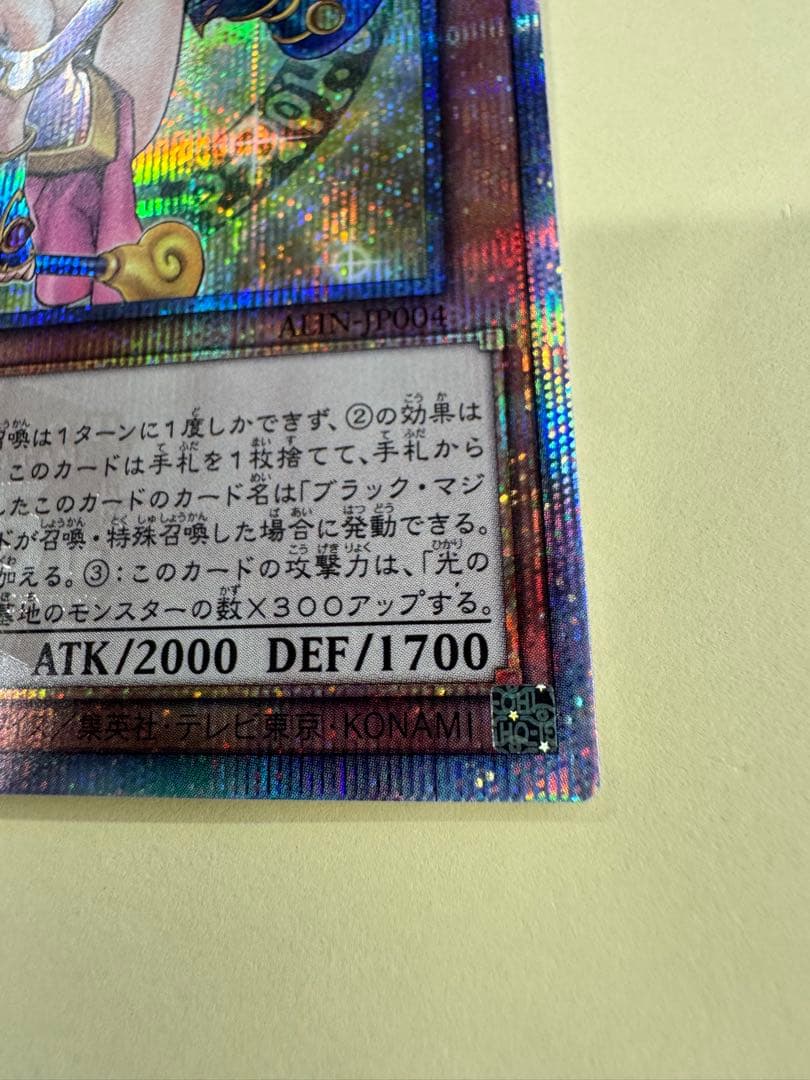 ALIN-JP004
召喚は1ターンに1度しかできず、②の効果は
このカードは手札を1枚捨てて、手札から
したこのカードのカード名は「ブラック・マジ
ドが召喚・特殊召喚した場合に発動できる。
加える。③:このカードの攻撃力は、「光の
墓地のモンスターの数×300アップする。
ATK/2000 DEF/1700
イス/集英社・テレビ東京・KONAMI